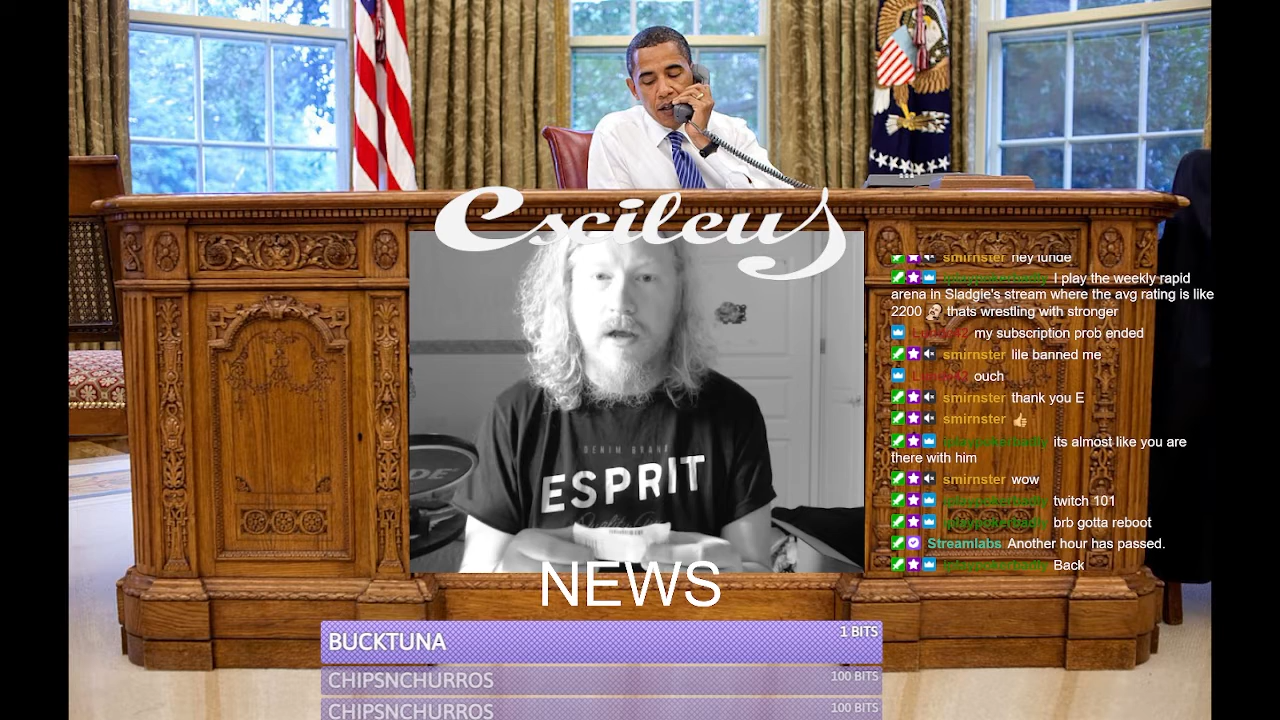 Escileus
smirnster hey lunde
I play the weekly rapid
arena in Sladgie's stream where the avg rating is like
2200 thats wrestling with stronger
my subscription prob ended
smirnster lile banned me
ouch
smirnster thank you E
smirnster
its almost like you are
there with him
smirnster wow
twitch 101
brb gotta reboot
Streamlabs Another hour has passed.
Back
DENIM BRAND
ESPRIT
NEWS
BUCKTUNA 1 BITS
CHIPSNCHURROS 100 BITS
CHIPSNCHURROS 100 BITS